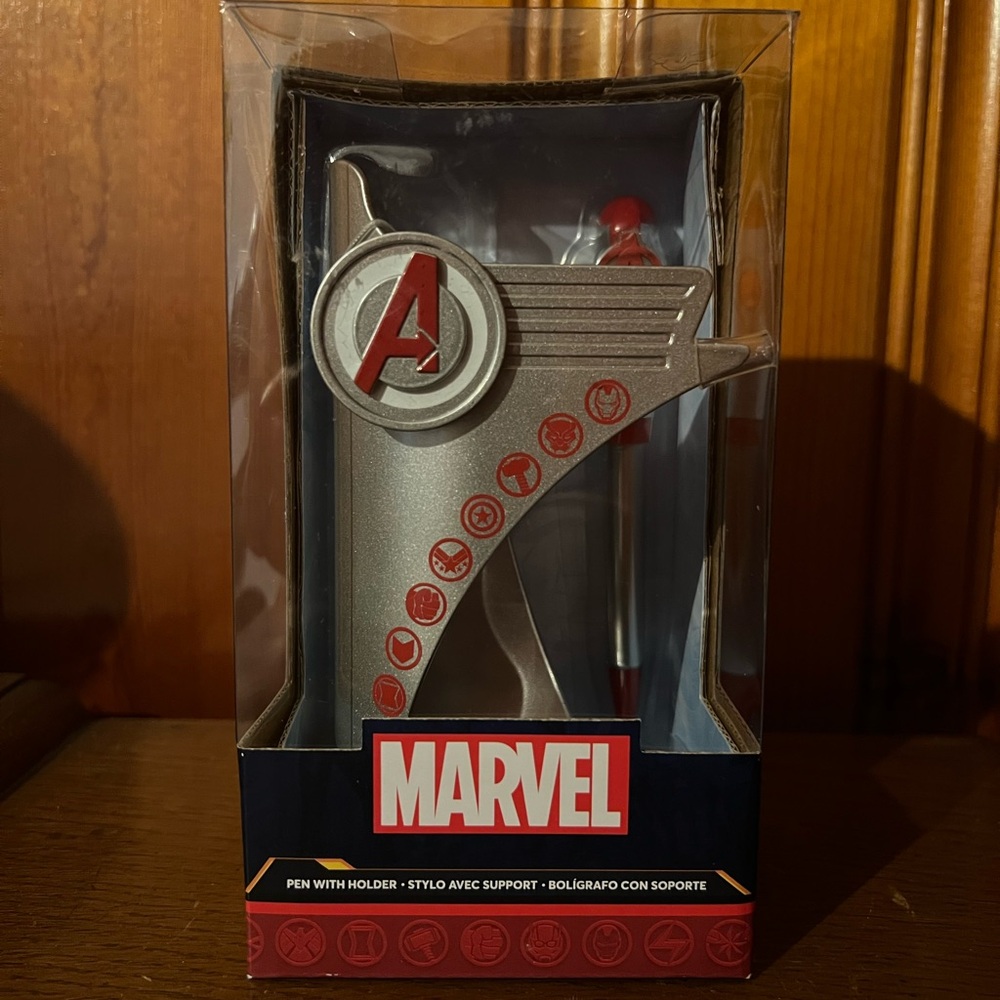 A
MARVEL
PEN WITH HOLDER • STYLO AVEC SUPPORT • BOLÍGRAFO CON SOPORTE